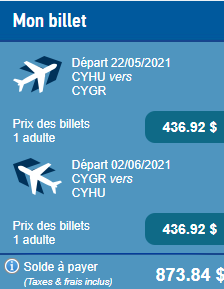 Mon billet
Départ 22/05/2021
CYHU vers
CYGR
Prix des billets
1 adulte
436.92 $
Départ 02/06/2021
CYGR vers
CYHU
Prix des billets
1 adulte
436.92 $
Solde à payer
(Taxes & frais inclus)
873.84 $